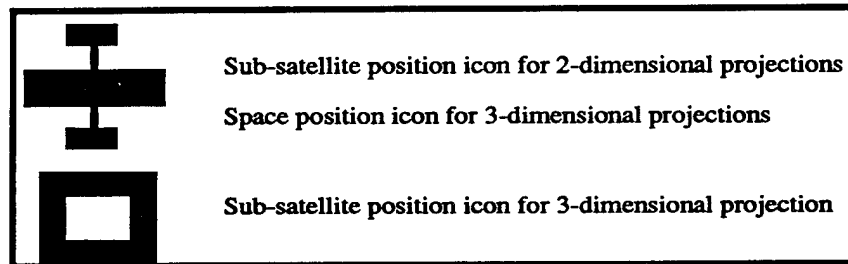 Sub-satellite position icon for 2-dimensional projections
Space position icon for 3-dimensional projections
Sub-satellite position icon for 3-dimensional projection